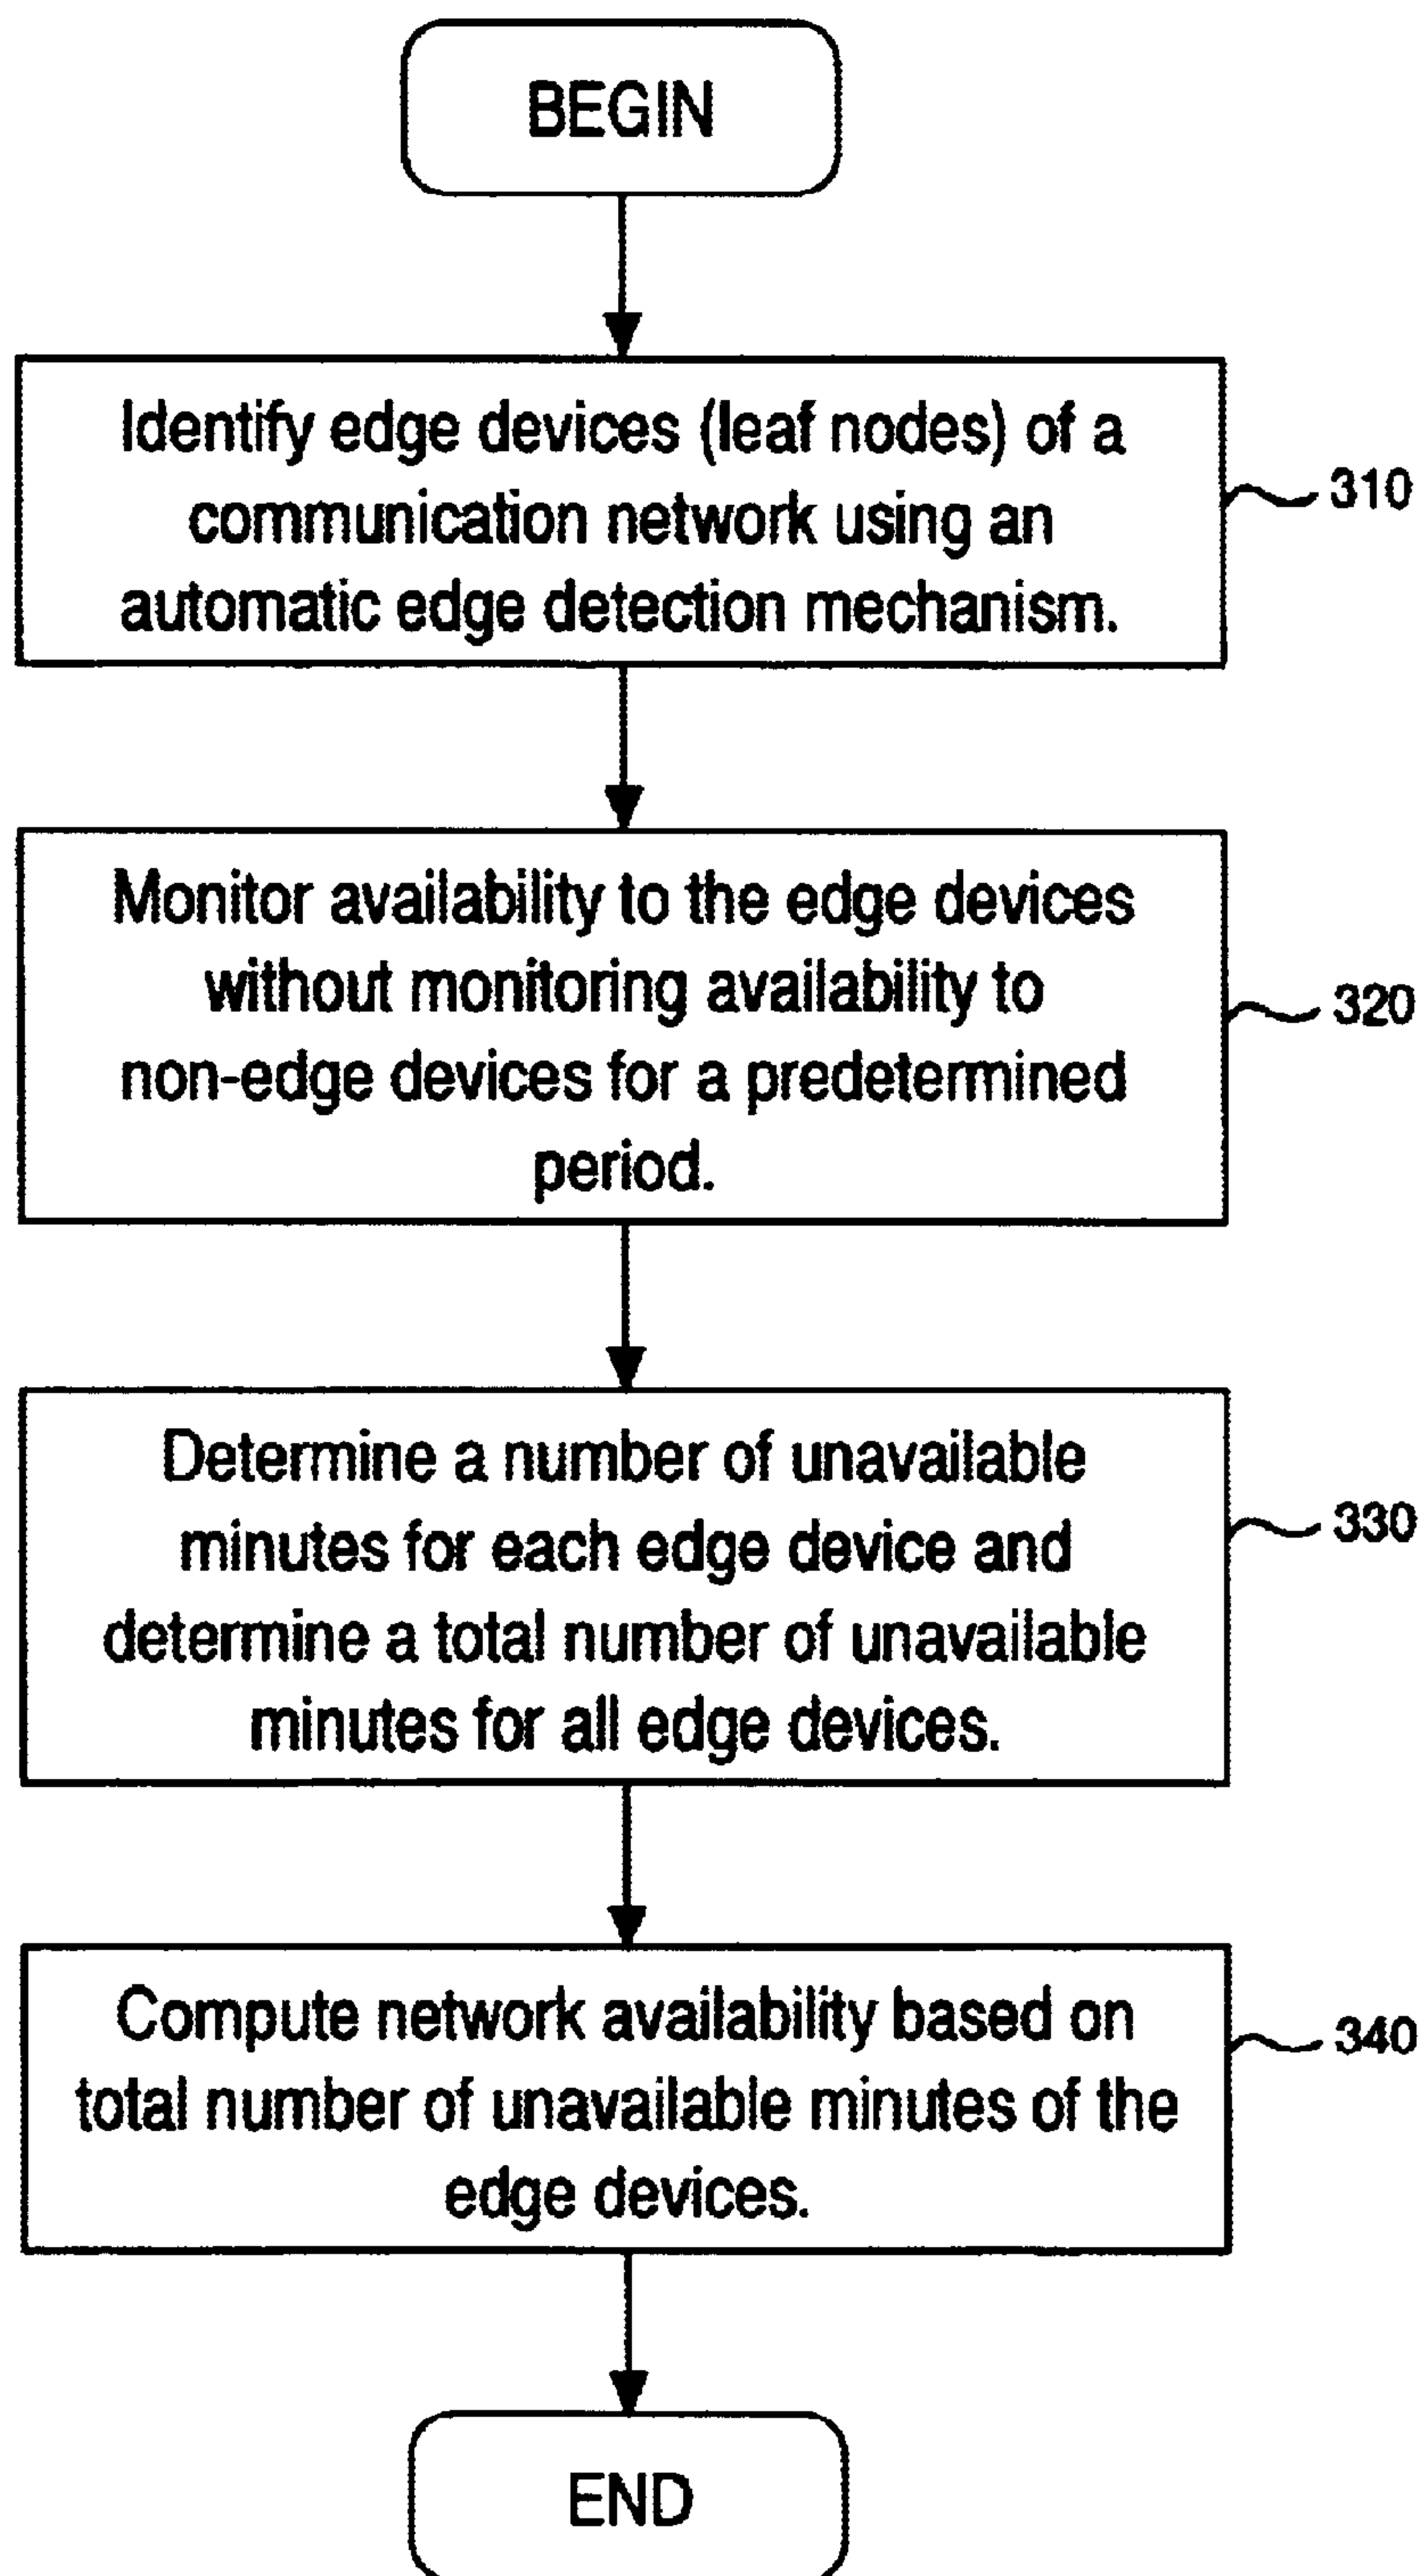 BEGIN
Identify edge devices (leaf nodes) of a
communication network using an
automatic edge detection mechanism.
310
Monitor availability to the edge devices
without monitoring availability to
non-edge devices for a predetermined
period.
320
Determine a number of unavailable
minutes for each edge device and
determine a total number of unavailable
minutes for all edge devices.
330
Compute network availability based on
total number of unavailable minutes of the
edge devices.
340
END